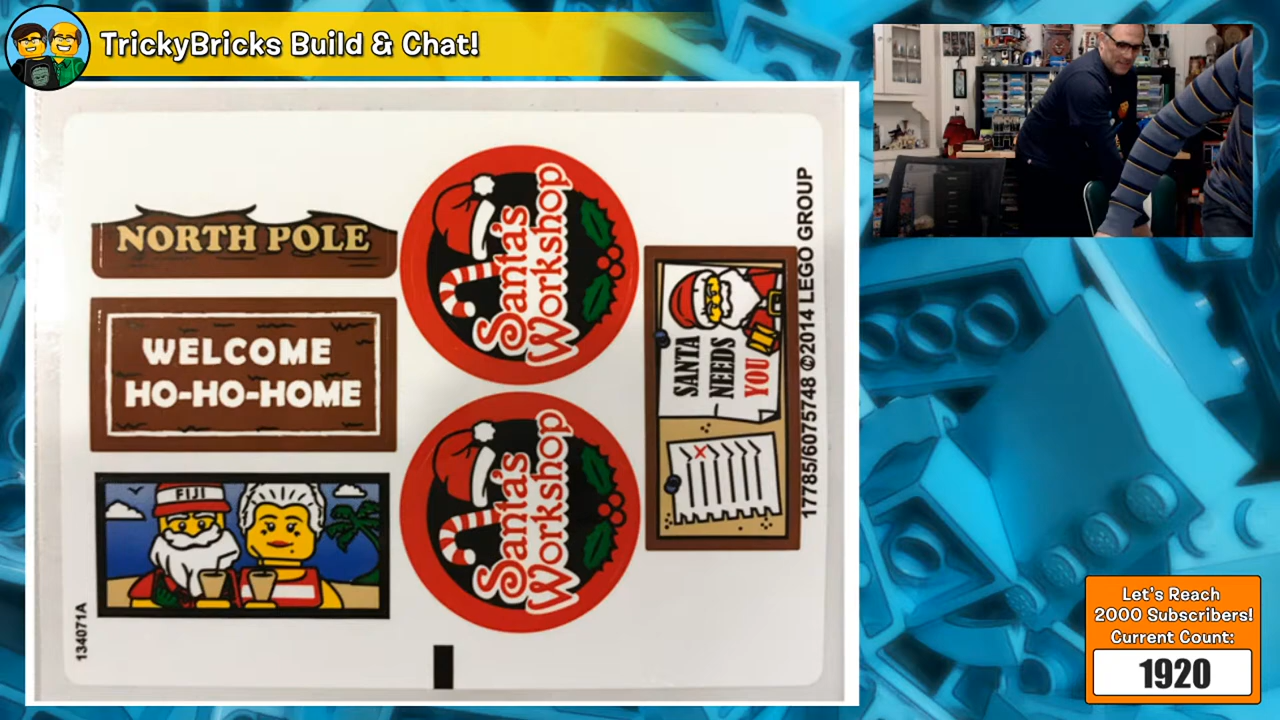 TrickyBricks Build & Chat!
NORTH POLE
WELCOME
HO-HO-HOME
FIJI
134071A
Santa's
Workshop
Santa's
Workshop
SANTA
NEEDS
YOU
17785/6075748 ©2014 LEGO GROUP
Let's Reach
2000 Subscribers!
Current Count:
1920